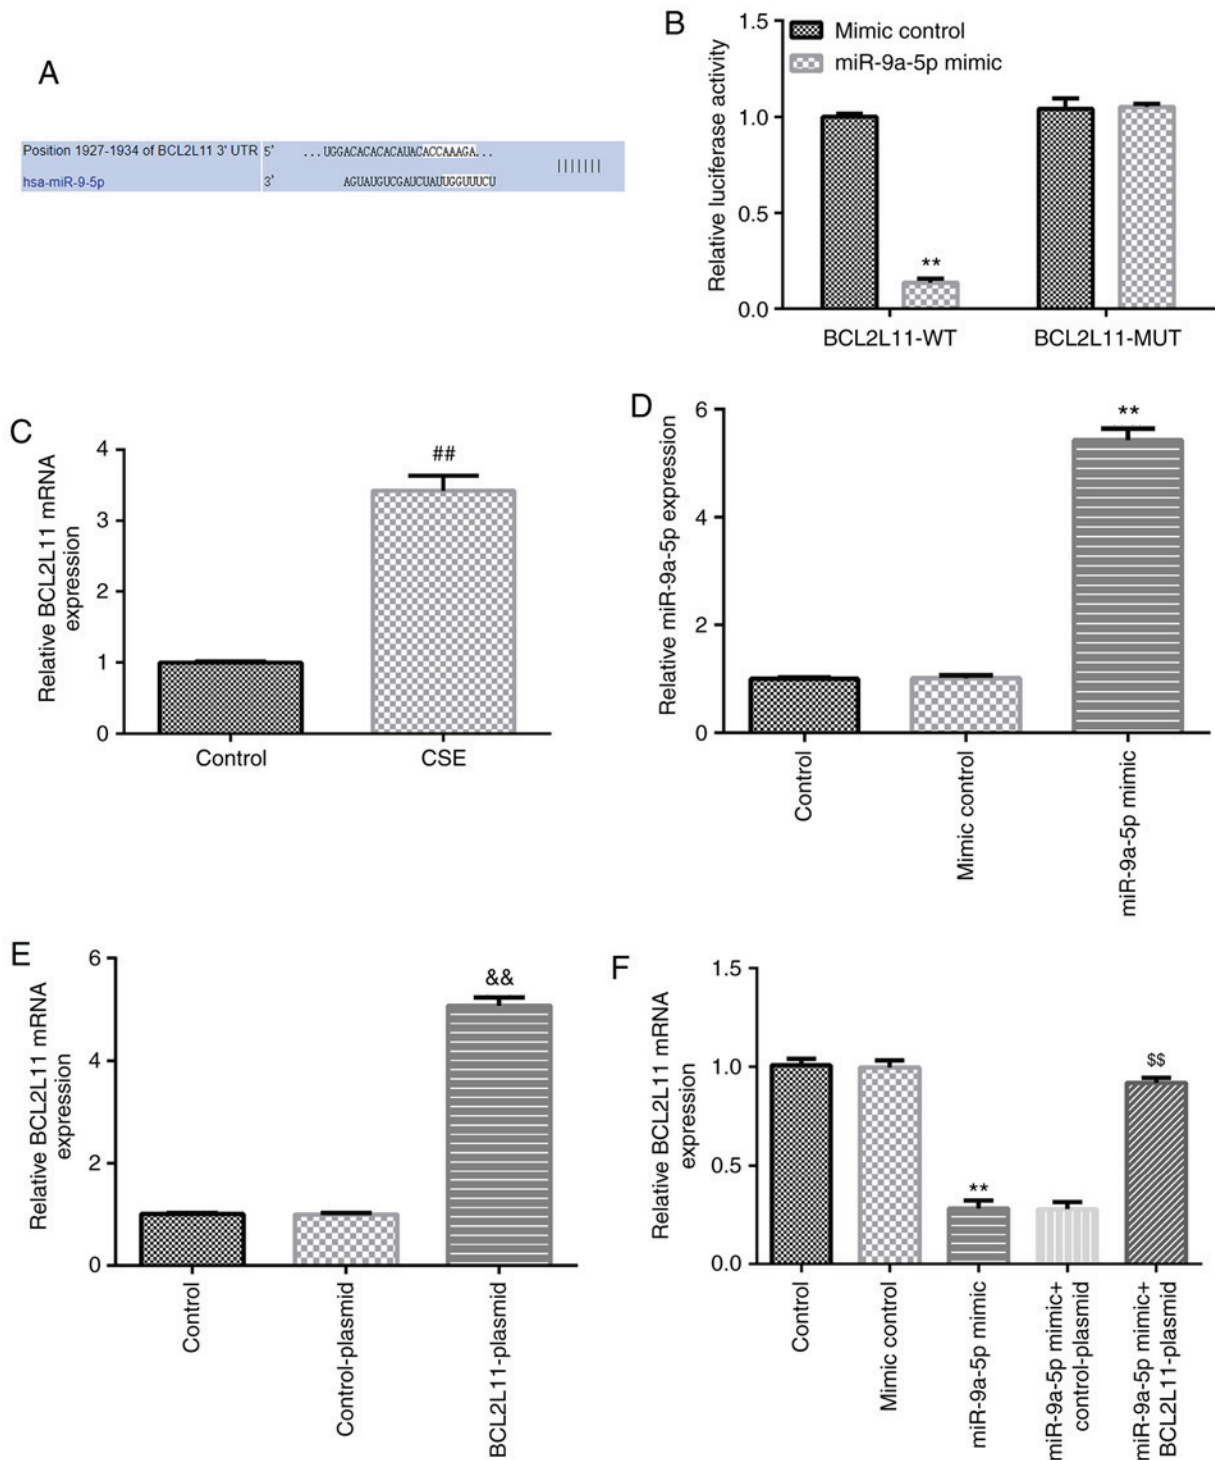 A
Position 1927-1934 of BCL2L11 3' UTR 5' ...UGGACACACACAUACACCAAAGA...
|||||||
hsa-miR-9-5p 3' AGUAUGUCGAUCUAUUGGUUUCU
B
Relative luciferase activity
1.5
1.0
0.5
0.0
Mimic control
miR-9a-5p mimic
**
BCL2L11-WT
BCL2L11-MUT
C
Relative BCL2L11 mRNA
expression
4
3
2
1
0
##
Control
CSE
D
Relative miR-9a-5p expression
6
4
2
0
**
Control
Mimic control
miR-9a-5p mimic
E
Relative BCL2L11 mRNA
expression
6
4
2
0
&&
Control
Control-plasmid
BCL2L11-plasmid
F
Relative BCL2L11 mRNA
expression
1.5
1.0
0.5
0.0
**
$$
Control
Mimic control
miR-9a-5p mimic
miR-9a-5p mimic+
control-plasmid
miR-9a-5p mimic+
BCL2L11-plasmid